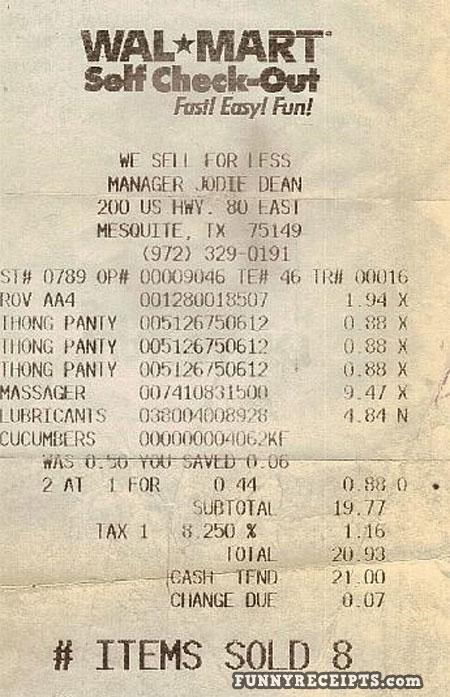 WAL★MART
Self Check-Out
Fast! Easy! Fun!
WE SELL FOR LESS
MANAGER JODIE DEAN
200 US HWY. 80 EAST
MESQUITE, TX 75149
(972) 329-0191
ST# 0789 OP# 00009046 TE# 46 TR# 00016
ROV AA4 001280018507 1.94 X
THONG PANTY 005126750612 0.88 X
THONG PANTY 005126750612 0.88 X
THONG PANTY 005126750612 0.88 X
MASSAGER 007410831500 9.47 X
LUBRICANTS 038004008928 4.84 N
CUCUMBERS 000000004062KF
WAS 0.50 YOU SAVED 0.06
2 AT 1 FOR 0.44 0.88 O
SUBTOTAL 19.77
TAX 1 8.250 % 1.16
TOTAL 20.93
CASH TEND 21.00
CHANGE DUE 0.07
# ITEMS SOLD 8
FUNNYRECEIPTS.com